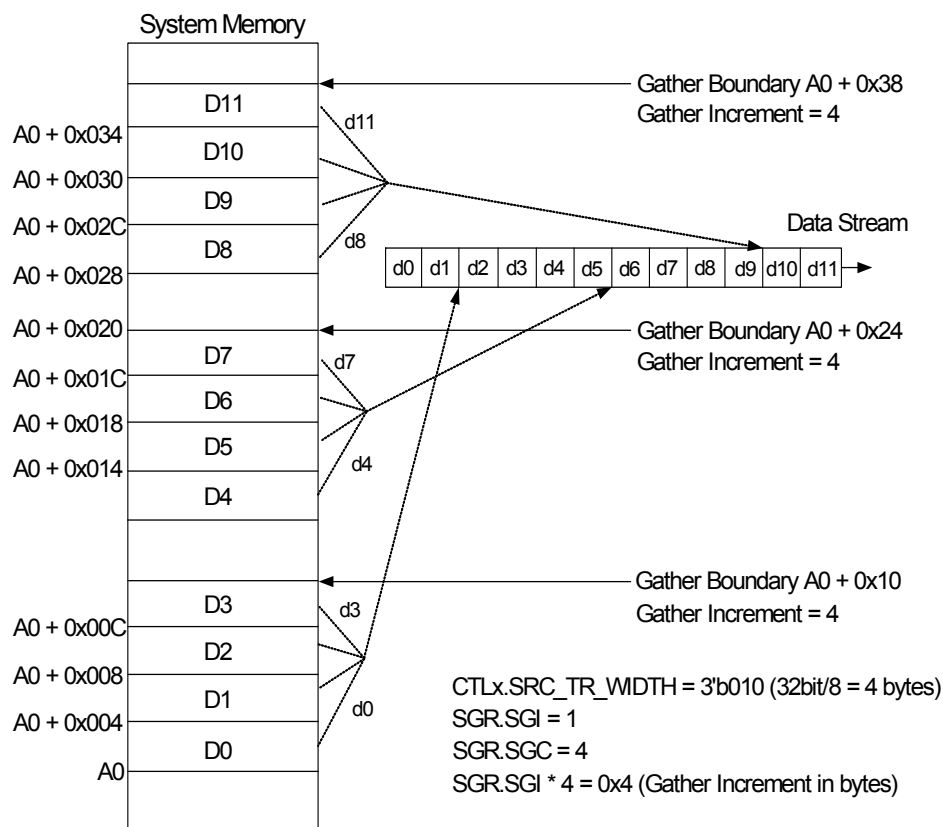 System Memory
Gather Boundary A0 + 0x38
Gather Increment = 4
D11
d11
A0 + 0x034
D10
A0 + 0x030
D9
A0 + 0x02C
D8
d8
A0 + 0x028
Data Stream
d0 d1 d2 d3 d4 d5 d6 d7 d8 d9 d10 d11
A0 + 0x020
Gather Boundary A0 + 0x24
Gather Increment = 4
D7
d7
A0 + 0x01C
D6
A0 + 0x018
D5
A0 + 0x014
d4
D4
Gather Boundary A0 + 0x10
Gather Increment = 4
D3
d3
A0 + 0x00C
D2
A0 + 0x008
D1
d0
A0 + 0x004
D0
A0
CTLx.SRC_TR_WIDTH = 3'b010 (32bit/8 = 4 bytes)
SGR.SGI = 1
SGR.SGC = 4
SGR.SGI * 4 = 0x4 (Gather Increment in bytes)